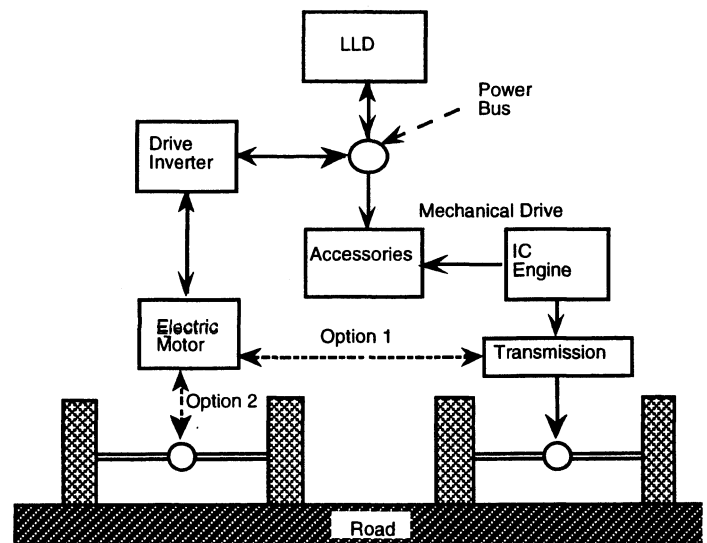 LLD
Power
Bus
Drive
Inverter
Mechanical Drive
Accessories
IC
Engine
Electric
Motor
Option 1
Transmission
Option 2
Road